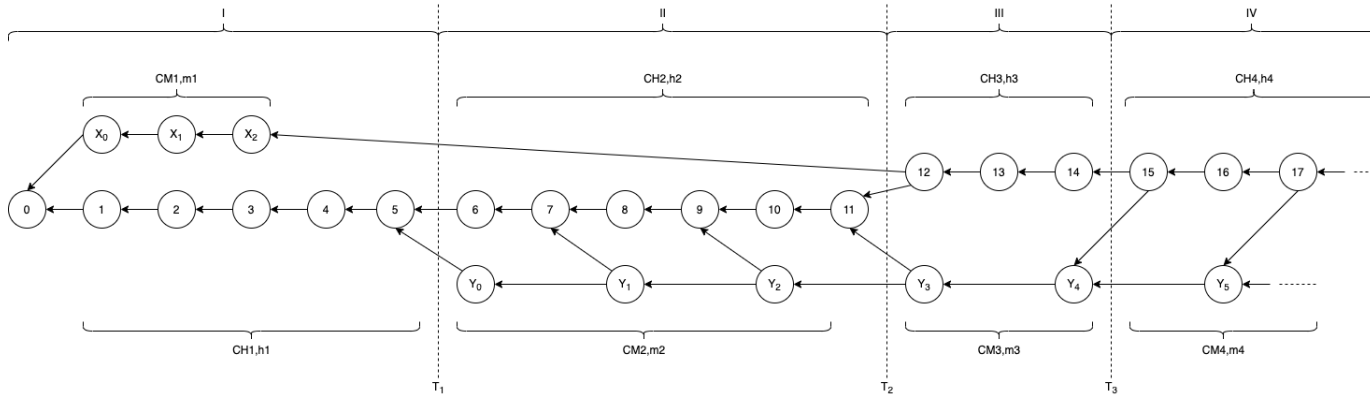 I II III IV
CM1,m1 CH2,h2 CH3,h3 CH4,h4
X0 X1 X2
12 13 14 15 16 17
0 1 2 3 4 5 6 7 8 9 10 11
Y0 Y1 Y2 Y3 Y4 Y5
CH1,h1 CM2,m2 CM3,m3 CM4,m4
T1 T2 T3